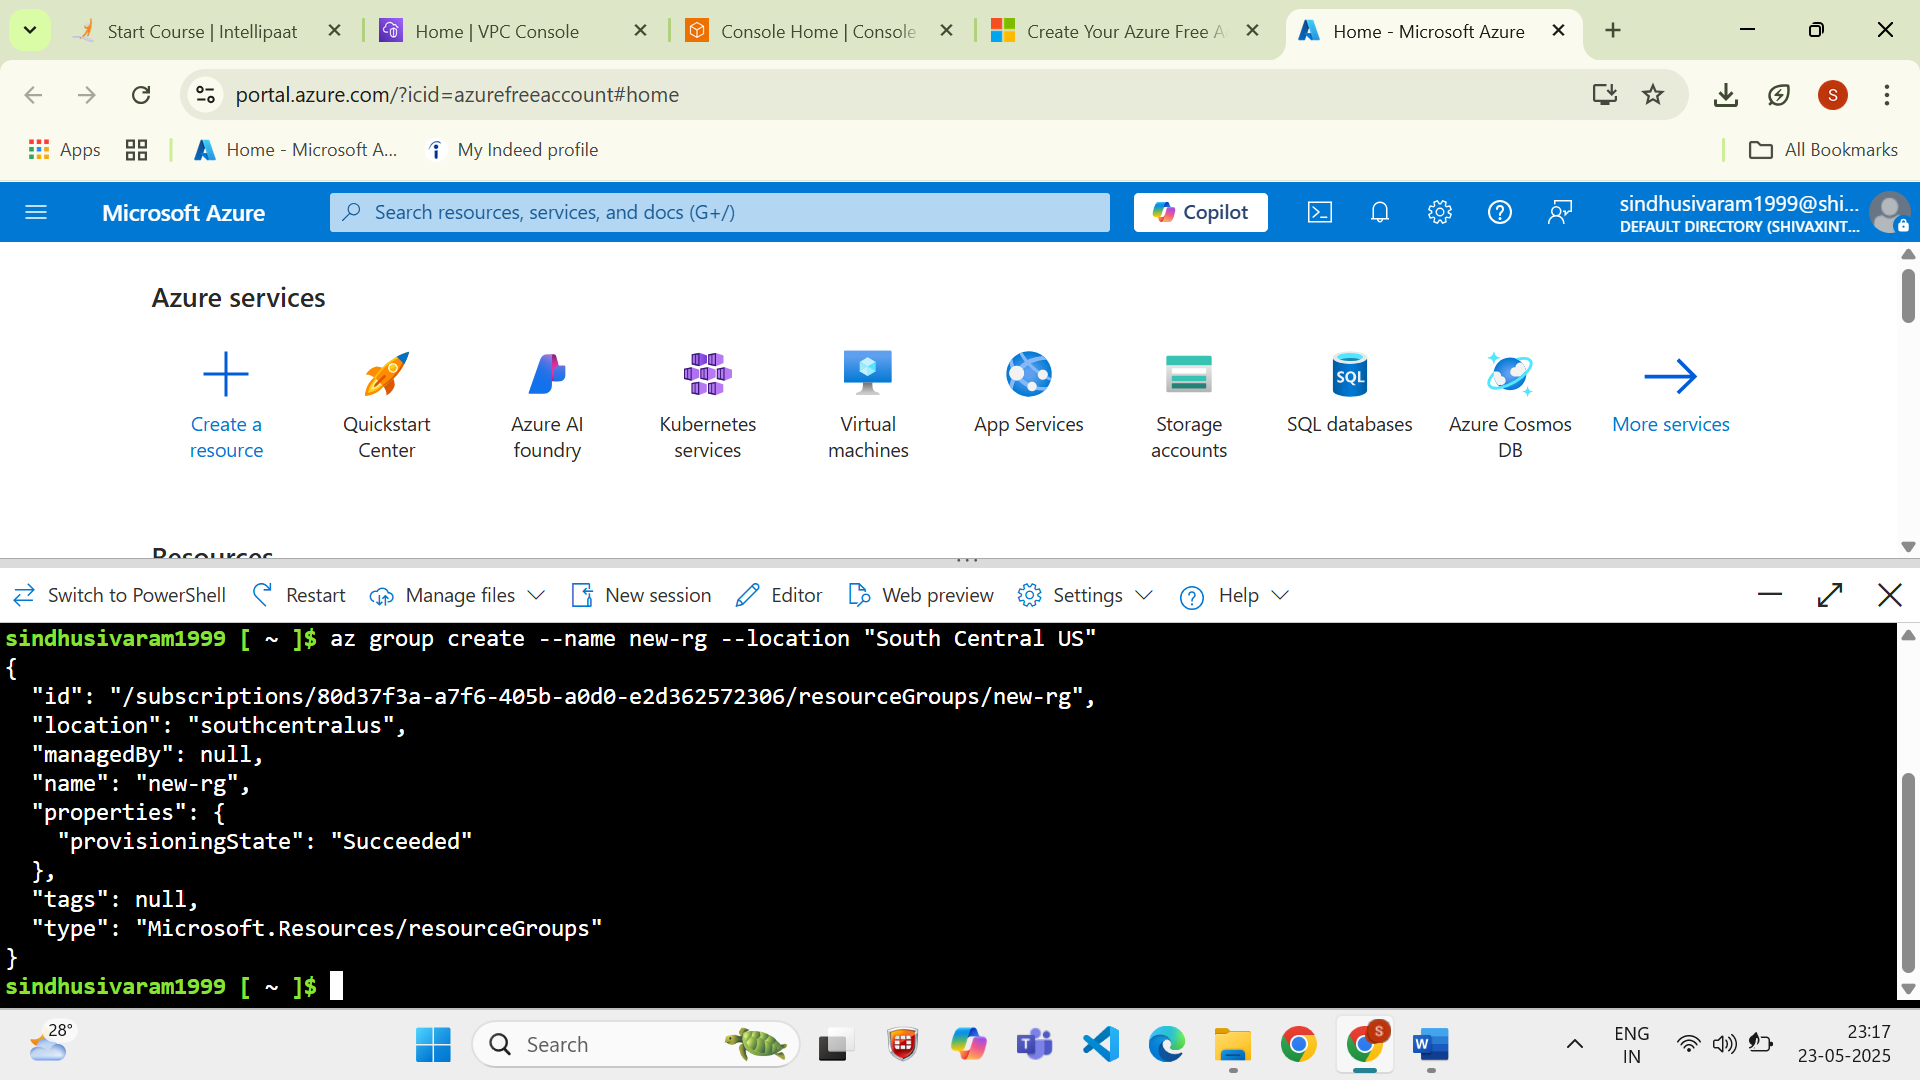 Start Course | Intellipaat
Home | VPC Console
Console Home | Console
Create Your Azure Free A
Home - Microsoft Azure
portal.azure.com/?icid=azurefreeaccount#home
S
Apps
Home - Microsoft A...
My Indeed profile
All Bookmarks
Microsoft Azure
Search resources, services, and docs (G+/)
Copilot
sindhusivaram1999@shi...
DEFAULT DIRECTORY (SHIVAXINT...
Azure services
Create a
resource
Quickstart
Center
Azure AI
foundry
Kubernetes
services
Virtual
machines
App Services
Storage
accounts
SQL
SQL databases
Azure Cosmos
DB
More services
Resources
Switch to PowerShell
Restart
Manage files
New session
Editor
Web preview
Settings
Help
sindhusivaram1999 [ ~ ]$ az group create --name new-rg --location "South Central US"
{
  "id": "/subscriptions/80d37f3a-a7f6-405b-a0d0-e2d362572306/resourceGroups/new-rg",
  "location": "southcentralus",
  "managedBy": null,
  "name": "new-rg",
  "properties": {
    "provisioningState": "Succeeded"
  },
  "tags": null,
  "type": "Microsoft.Resources/resourceGroups"
}
sindhusivaram1999 [ ~ ]$
28°
Search
S
ENG
IN
23:17
23-05-2025